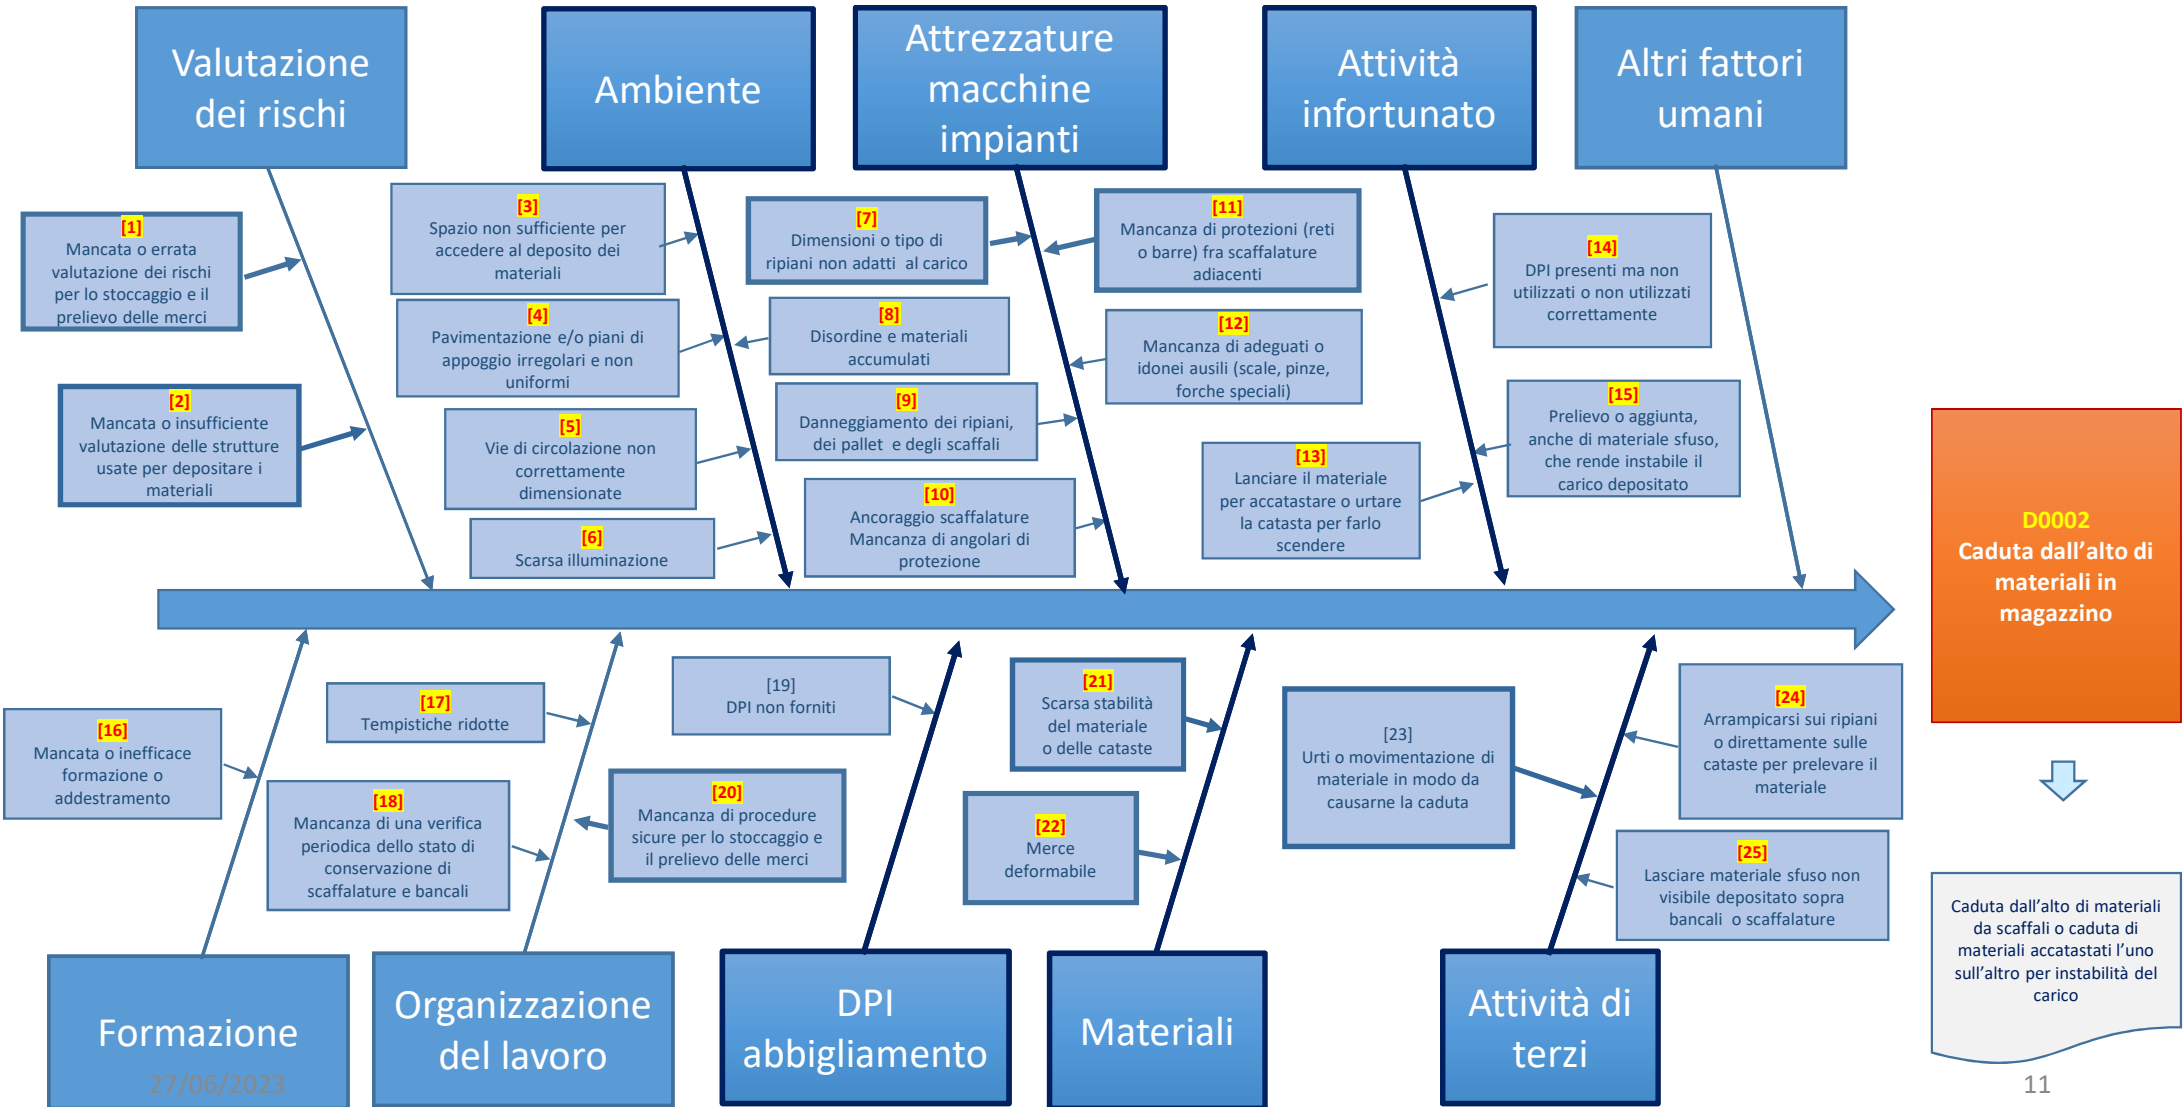 Valutazione
dei rischi
Ambiente
Attrezzature
macchine
impianti
Attività
infortunato
Altri fattori
umani
[1]
Mancata o errata
valutazione dei rischi
per lo stoccaggio e il
prelievo delle merci
[2]
Mancata o insufficiente
valutazione delle strutture
usate per depositare i
materiali
[3]
Spazio non sufficiente per
accedere al deposito dei
materiali
[4]
Pavimentazione e/o piani di
appoggio irregolari e non
uniformi
[5]
Vie di circolazione non
correttamente
dimensionate
[6]
Scarsa illuminazione
[7]
Dimensioni o tipo di
ripiani non adatti al carico
[8]
Disordine e materiali
accumulati
[9]
Danneggiamento dei ripiani,
dei pallet e degli scaffali
[10]
Ancoraggio scaffalature
Mancanza di angolari di
protezione
[11]
Mancanza di protezioni (reti
o barre) fra scaffalature
adiacenti
[12]
Mancanza di adeguati o
idonei ausili (scale, pinze,
forche speciali)
[13]
Lanciare il materiale
per accatastare o urtare
la catasta per farlo
scendere
[14]
DPI presenti ma non
utilizzati o non utilizzati
correttamente
[15]
Prelievo o aggiunta,
anche di materiale sfuso,
che rende instabile il
carico depositato
D0002
Caduta dall’alto di
materiali in
magazzino
[16]
Mancata o inefficace
formazione o
addestramento
[17]
Tempistiche ridotte
[18]
Mancanza di una verifica
periodica dello stato di
conservazione di
scaffalature e bancali
[19]
DPI non forniti
[20]
Mancanza di procedure
sicure per lo stoccaggio e
il prelievo delle merci
[21]
Scarsa stabilità
del materiale
o delle cataste
[22]
Merce
deformabile
[23]
Urti o movimentazione di
materiale in modo da
causarne la caduta
[24]
Arrampicarsi sui ripiani
o direttamente sulle
cataste per prelevare il
materiale
[25]
Lasciare materiale sfuso non
visibile depositato sopra
bancali o scaffalature
Caduta dall’alto di materiali
da scaffali o caduta di
materiali accatastati l’uno
sull’altro per instabilità del
carico
Formazione
Organizzazione
del lavoro
DPI
abbigliamento
Materiali
Attività di
terzi
27/06/2023
11